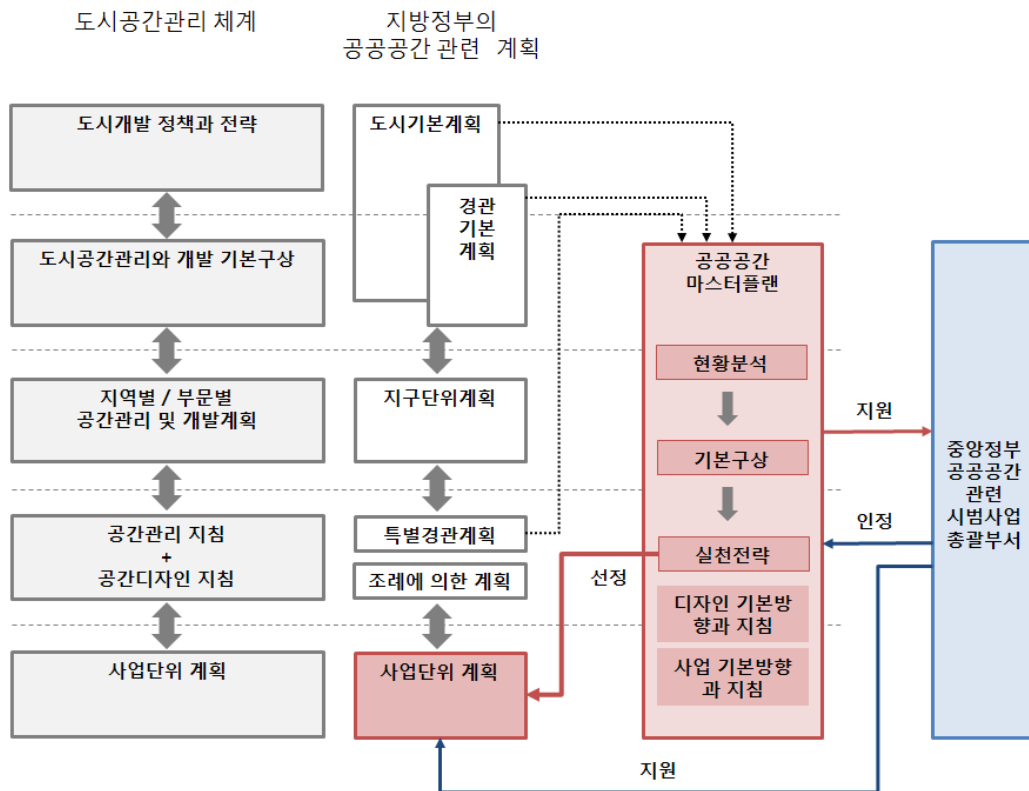 도시공간관리 체계
지방정부의
공공공간 관련 계획
도시개발 정책과 전략
도시공간관리와 개발 기본구상
지역별 / 부문별
공간관리 및 개발계획
공간관리 지침
+
공간디자인 지침
사업단위 계획
도시기본계획
경관
기본
계획
지구단위계획
특별경관계획
조례에 의한 계획
사업단위 계획
선정
공공공간
마스터플랜
현황분석
기본구상
실천전략
디자인 기본방
향과 지침
사업 기본방향
과 지침
지원
인정
지원
중앙정부
공공공간
관련
시범사업
총괄부서